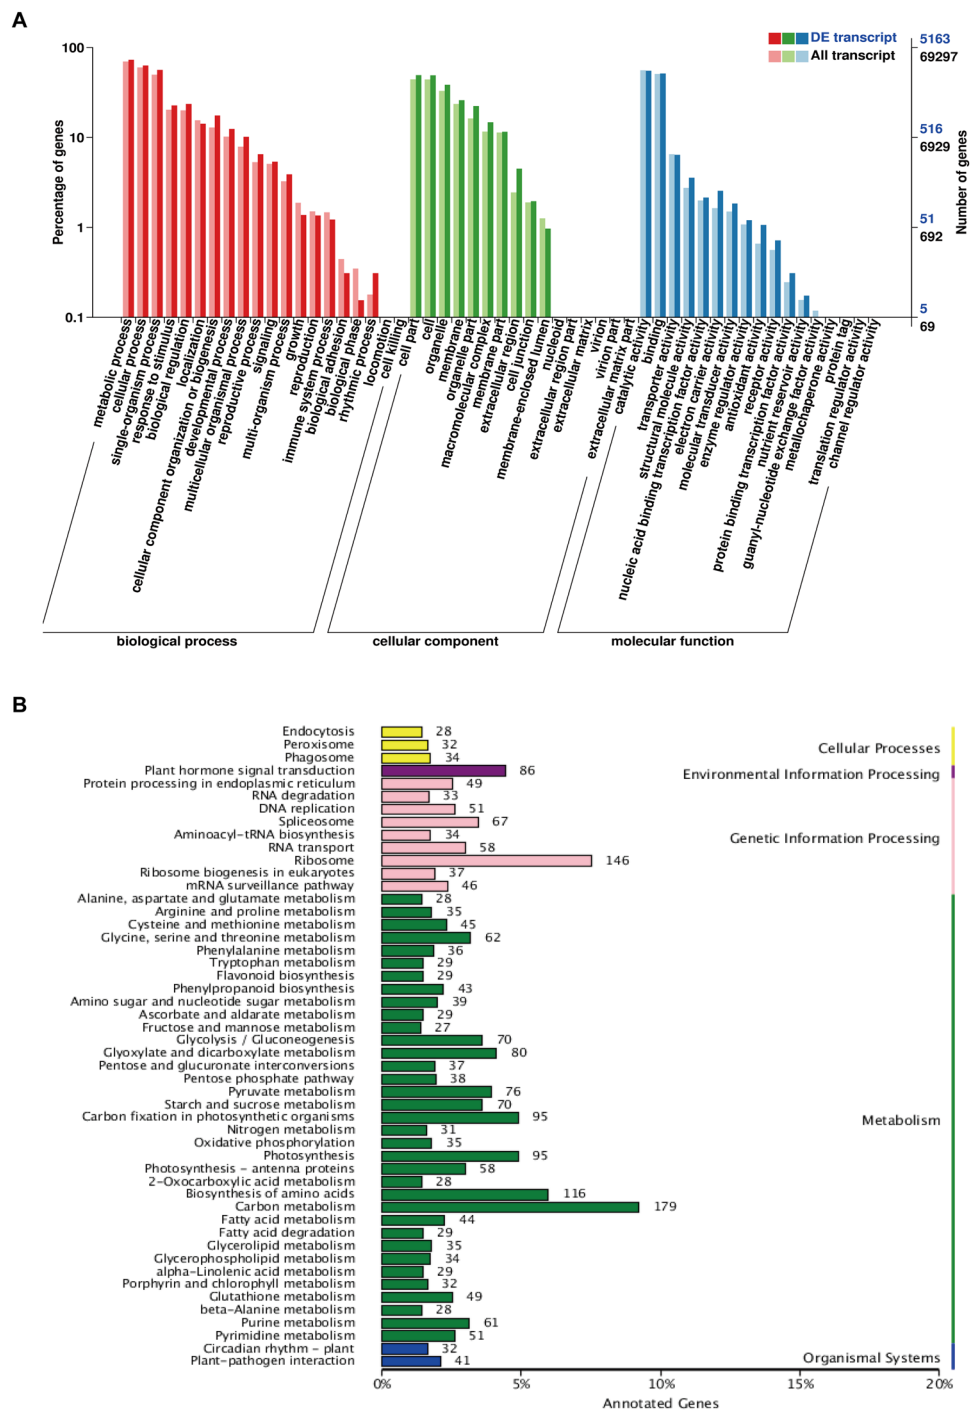 A
DE transcript
All transcript
Percentage of genes
100
10
1
0.1
5163
69297
516
6929
51
692
5
69
Number of genes
metabolic process
cellular process
single-organism process
response to stimulus
biological regulation
localization
cellular component organization or biogenesis
developmental process
multicellular organismal process
reproductive process
signaling
multi-organism process
growth
reproduction
immune system process
biological adhesion
biological phase
rhythmic process
locomotion
cell killing
cell part
cell
organelle
membrane
organelle part
macromolecular complex
membrane part
extracellular region
cell junction
membrane-enclosed lumen
nucleoid
extracellular region part
extracellular matrix
virion
virion part
extracellular matrix part
catalytic activity
binding
transporter activity
structural molecule activity
nucleic acid binding transcription factor activity
electron carrier activity
molecular transducer activity
enzyme regulator activity
antioxidant activity
receptor activity
protein binding transcription factor activity
nutrient reservoir activity
guanyl-nucleotide exchange factor activity
metallochaperone activity
protein tag
translation regulator activity
channel regulator activity
biological process
cellular component
molecular function
B
Endocytosis 28
Peroxisome 32
Phagosome 34
Plant hormone signal transduction 86
Protein processing in endoplasmic reticulum 49
RNA degradation 33
DNA replication 51
Spliceosome 67
Aminoacyl-tRNA biosynthesis 34
RNA transport 58
Ribosome 146
Ribosome biogenesis in eukaryotes 37
mRNA surveillance pathway 46
Alanine, aspartate and glutamate metabolism 28
Arginine and proline metabolism 35
Cysteine and methionine metabolism 45
Glycine, serine and threonine metabolism 62
Phenylalanine metabolism 36
Tryptophan metabolism 29
Flavonoid biosynthesis 29
Phenylpropanoid biosynthesis 43
Amino sugar and nucleotide sugar metabolism 39
Ascorbate and aldarate metabolism 29
Fructose and mannose metabolism 27
Glycolysis / Gluconeogenesis 70
Glyoxylate and dicarboxylate metabolism 80
Pentose and glucuronate interconversions 37
Pentose phosphate pathway 38
Pyruvate metabolism 76
Starch and sucrose metabolism 70
Carbon fixation in photosynthetic organisms 95
Nitrogen metabolism 31
Oxidative phosphorylation 35
Photosynthesis 95
Photosynthesis - antenna proteins 58
2-Oxocarboxylic acid metabolism 28
Biosynthesis of amino acids 116
Carbon metabolism 179
Fatty acid metabolism 44
Fatty acid degradation 29
Glycerolipid metabolism 35
Glycerophospholipid metabolism 34
alpha-Linolenic acid metabolism 29
Porphyrin and chlorophyll metabolism 32
Glutathione metabolism 49
beta-Alanine metabolism 28
Purine metabolism 61
Pyrimidine metabolism 51
Circadian rhythm - plant 32
Plant-pathogen interaction 41
Cellular Processes
Environmental Information Processing
Genetic Information Processing
Metabolism
Organismal Systems
0% 5% 10% 15% 20%
Annotated Genes